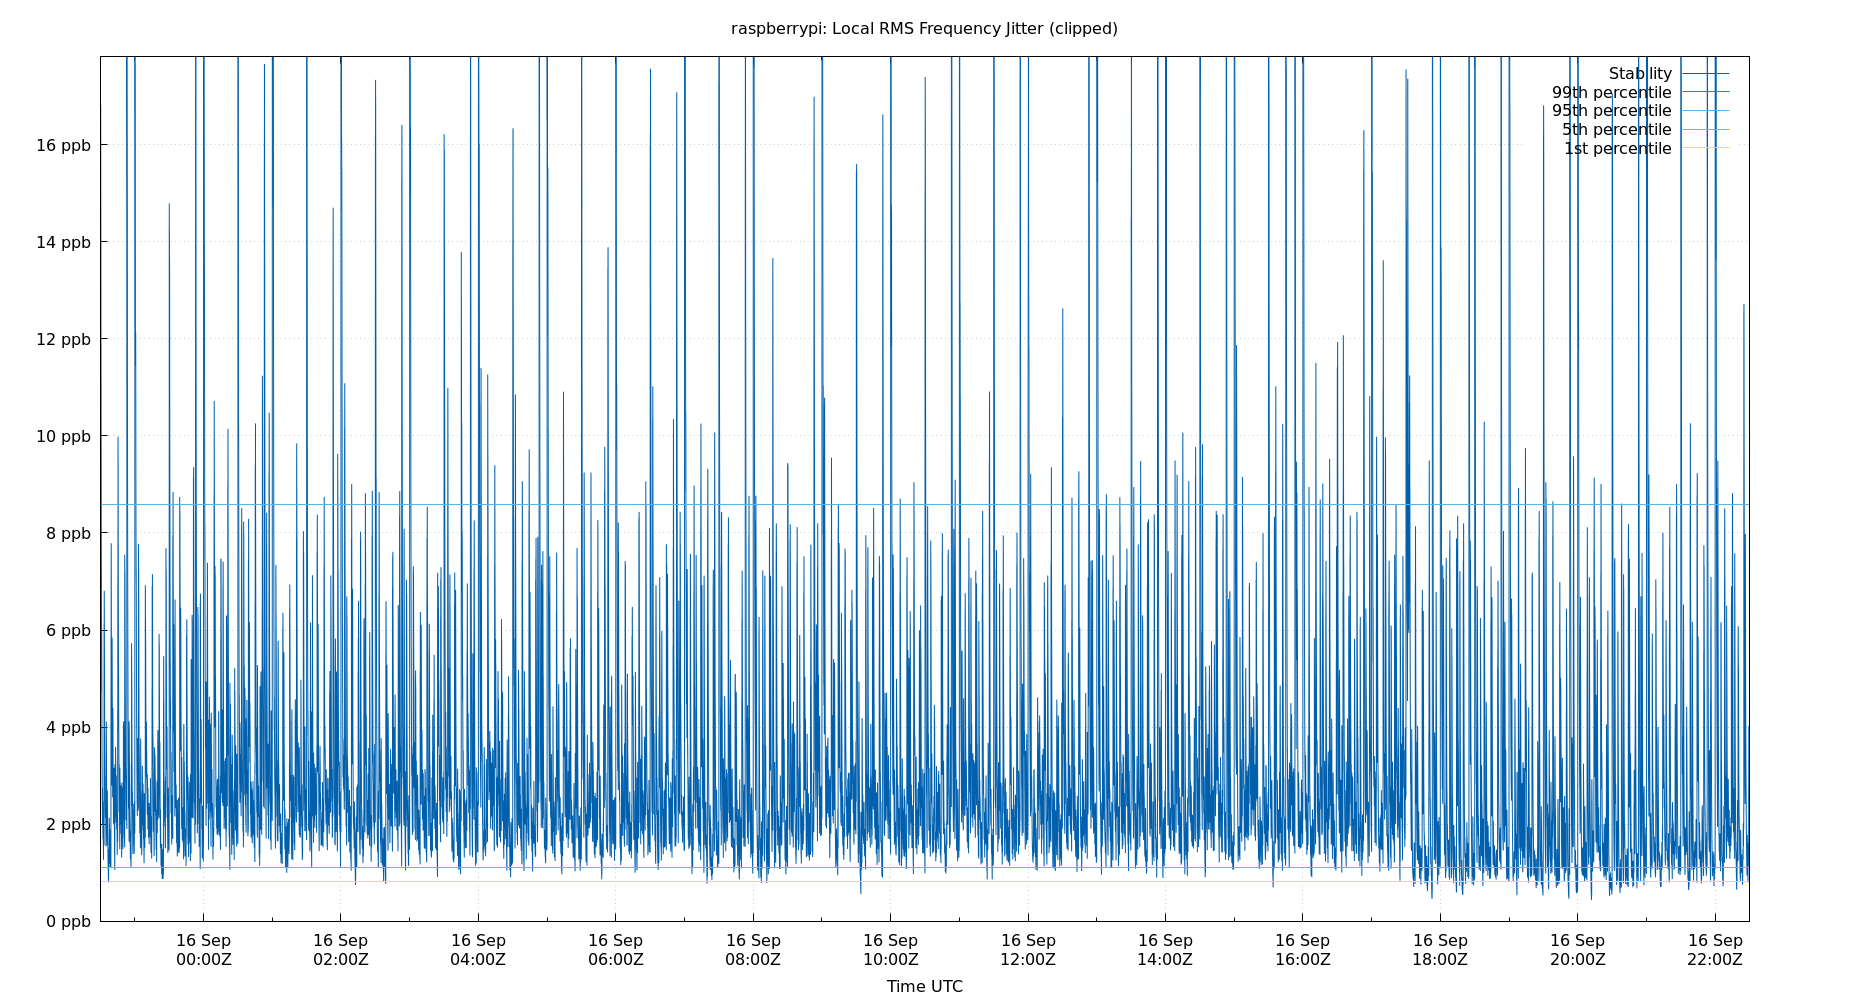 raspberrypi: Local RMS Frequency Jitter (clipped)
Stability
99th percentile
95th percentile
5th percentile
1st percentile
16 ppb
14 ppb
12 ppb
10 ppb
8 ppb
6 ppb
4 ppb
2 ppb
0 ppb
16 Sep 16 Sep 16 Sep 16 Sep 16 Sep 16 Sep 16 Sep 16 Sep 16 Sep 16 Sep 16 Sep 16 Sep
00:00Z 02:00Z 04:00Z 06:00Z 08:00Z 10:00Z 12:00Z 14:00Z 16:00Z 18:00Z 20:00Z 22:00Z
Time UTC